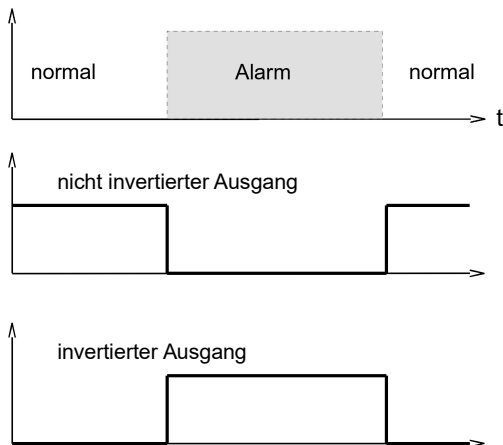 normal Alarm normal
t
nicht invertierter Ausgang
invertierter Ausgang